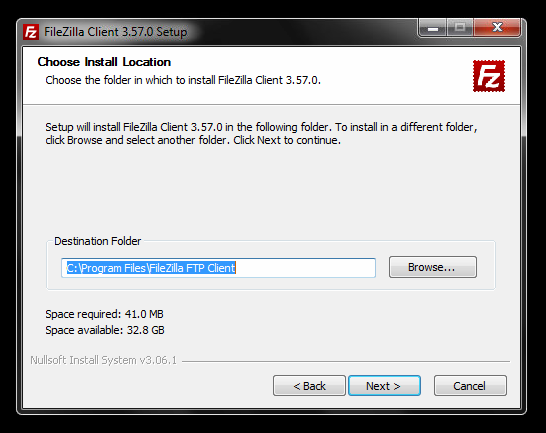 FileZilla Client 3.57.0 Setup
Choose Install Location
Choose the folder in which to install FileZilla Client 3.57.0.
Fz
Setup will install FileZilla Client 3.57.0 in the following folder. To install in a different folder,
click Browse and select another folder. Click Next to continue.
Destination Folder
C:\Program Files\FileZilla FTP Client
Browse...
Space required: 41.0 MB
Space available: 32.8 GB
Nullsoft Install System v3.06.1
< Back
Next >
Cancel